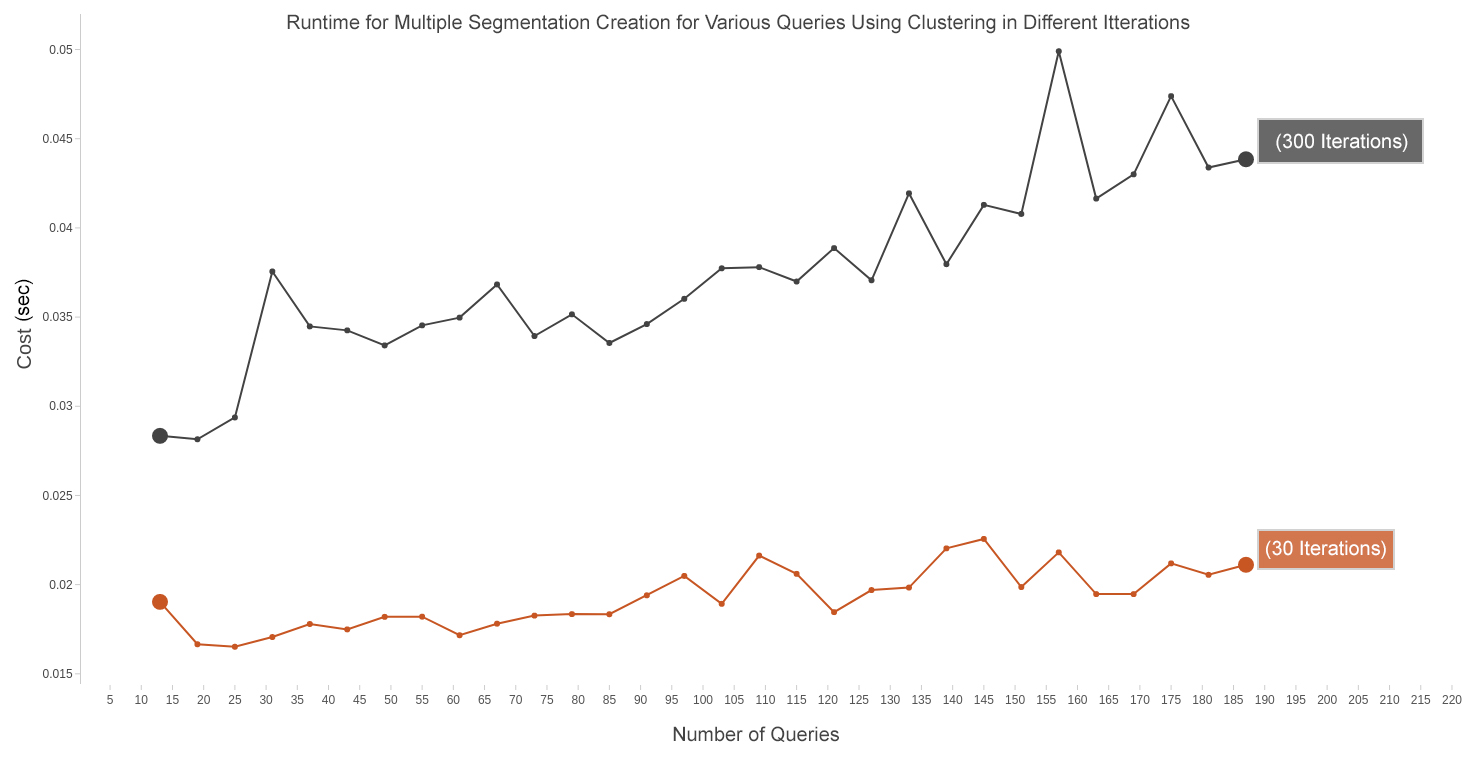 Runtime for Multiple Segmentation Creation for Various Queries Using Clustering in Different Itterations
0.05
0.045
0.04
0.035
0.03
0.025
0.02
0.015
Cost (sec)
(300 Iterations)
(30 Iterations)
5 10 15 20 25 30 35 40 45 50 55 60 65 70 75 80 85 90 95 100 105 110 115 120 125 130 135 140 145 150 155 160 165 170 175 180 185 190 195 200 205 210 215 220
Number of Queries